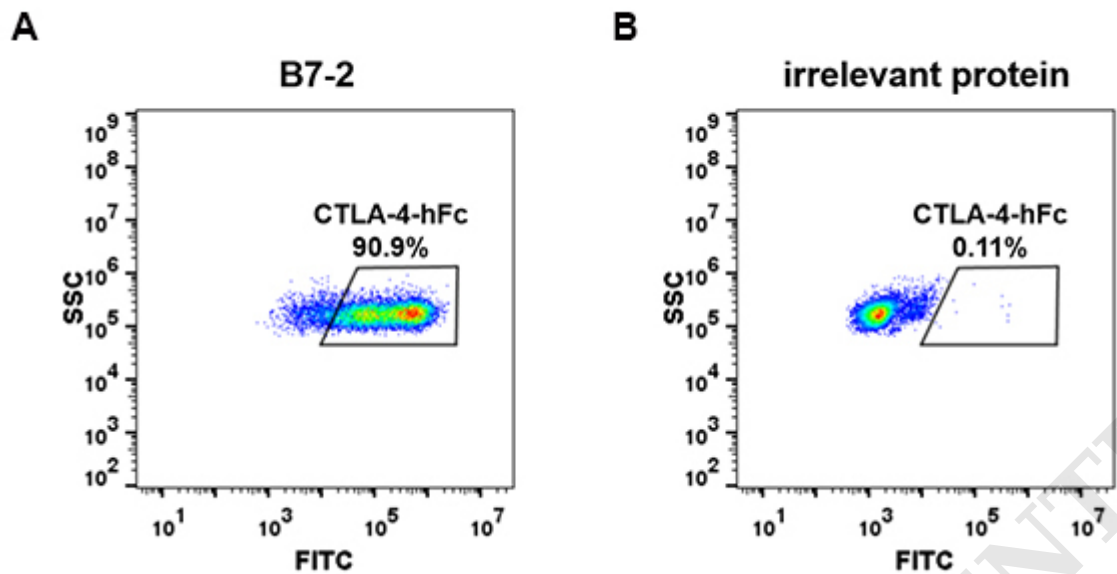 A
B7-2
10⁹
10⁸
10⁷
10⁶
10⁵
10⁴
10³
10²
SSC
CTLA-4-hFc
90.9%
10¹
10³
10⁵
10⁷
FITC
B
irrelevant protein
10⁹
10⁸
10⁷
10⁶
10⁵
10⁴
10³
10²
SSC
CTLA-4-hFc
0.11%
10¹
10³
10⁵
10⁷
FITC